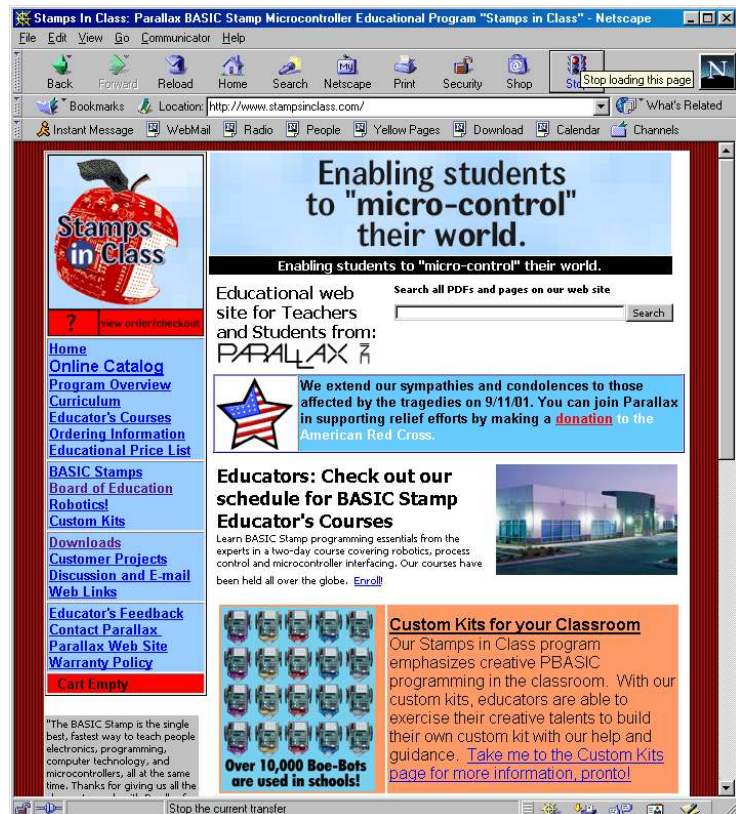 Stamps In Class: Parallax BASIC Stamp Microcontroller Educational Program "Stamps in Class" - Netscape
File Edit View Go Communicator Help
Back Forward Reload Home Search Netscape Print Security Shop Stop
Stop loading this page
N
Bookmarks Location: http://www.stampsinclass.com/ What's Related
Instant Message WebMail Radio People Yellow Pages Download Calendar Channels
Stamps
in Class
? view order/checkout
Home
Online Catalog
Program Overview
Curriculum
Educator's Courses
Ordering Information
Educational Price List
BASIC Stamps
Board of Education
Robotics!
Custom Kits
Downloads
Customer Projects
Discussion and E-mail
Web Links
Educator's Feedback
Contact Parallax
Parallax Web Site
Warranty Policy
Cart Empty
"The BASIC Stamp is the single
best, fastest way to teach people
electronics, programming,
computer technology, and
microcontrollers, all at the same
time. Thanks for giving us all the
Enabling students
to "micro-control"
their world.
Enabling students to "micro-control" their world.
Educational web
site for Teachers
and Students from:
PARALLAX
Search all PDFs and pages on our web site
Search
We extend our sympathies and condolences to those
affected by the tragedies on 9/11/01. You can join Parallax
in supporting relief efforts by making a donation to the
American Red Cross.
Educators: Check out our
schedule for BASIC Stamp
Educator's Courses
Learn BASIC Stamp programming essentials from the
experts in a two-day course covering robotics, process
control and microcontroller interfacing. Our courses have
been held all over the globe. Enroll!
Over 10,000 Boe-Bots
are used in schools!
Custom Kits for your Classroom
Our Stamps in Class program
emphasizes creative PBASIC
programming in the classroom. With our
custom kits, educators are able to
exercise their creative talents to build
their own custom kit with our help and
guidance. Take me to the Custom Kits
page for more information, pronto!
Stop the current transfer